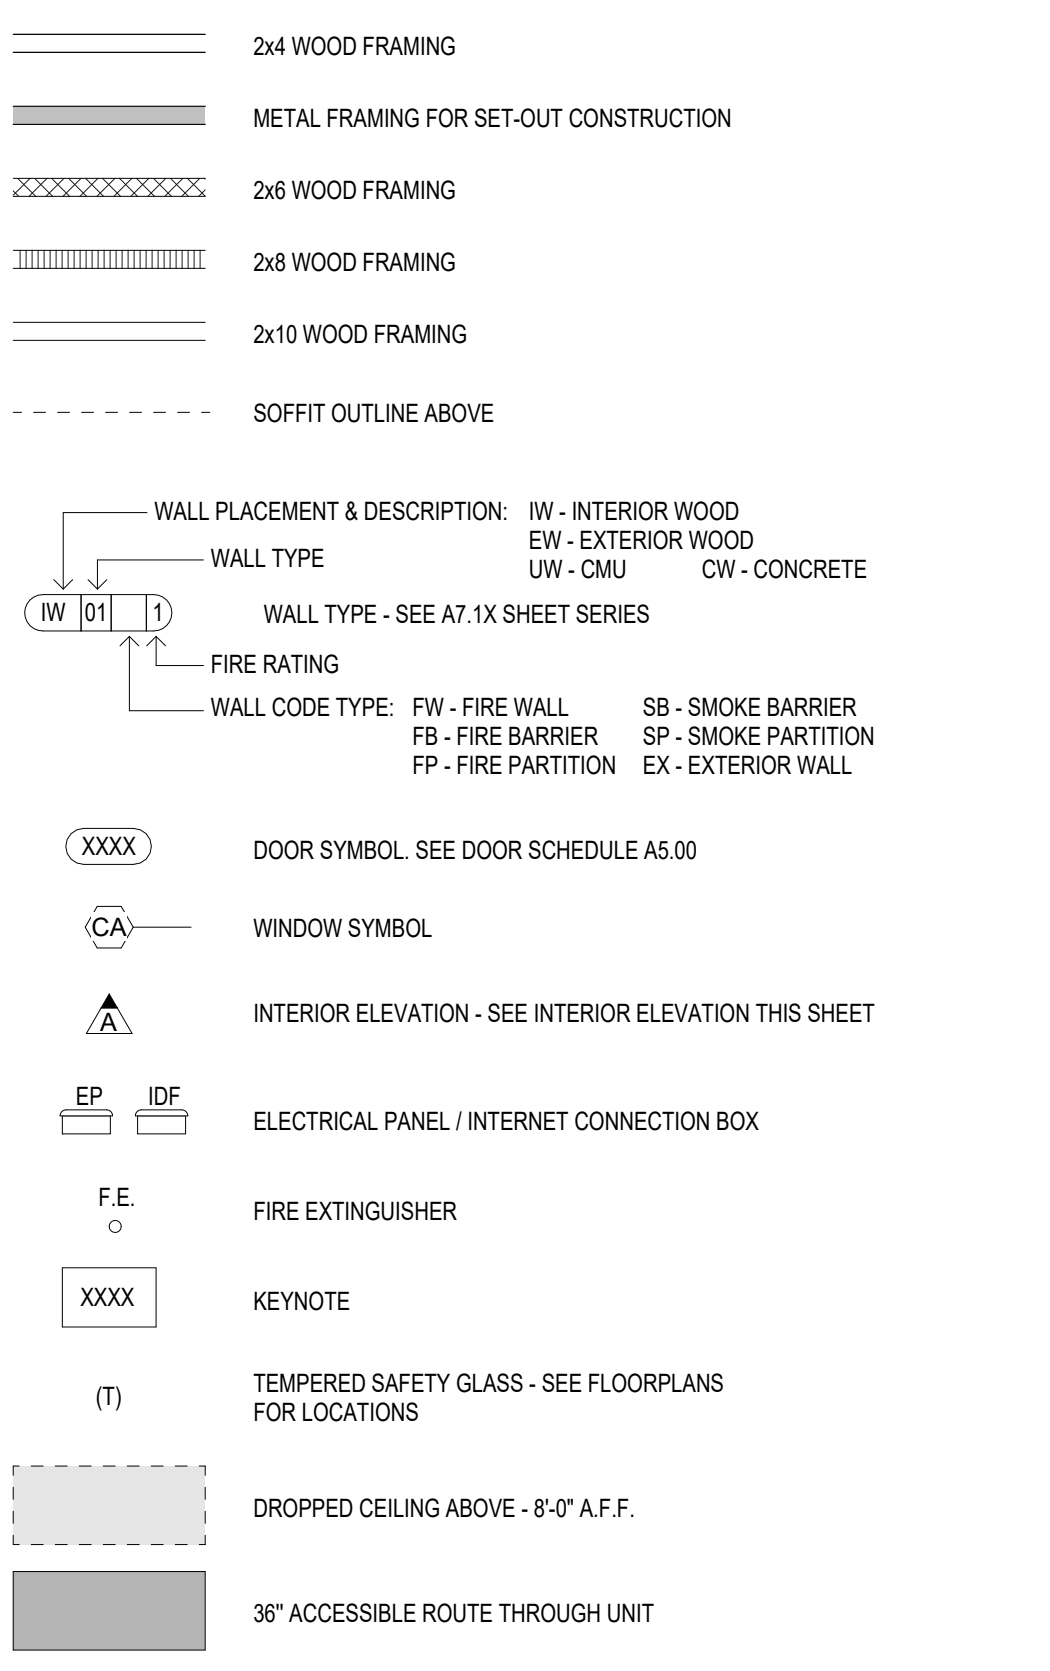 2x4 WOOD FRAMING
METAL FRAMING FOR SET-OUT CONSTRUCTION
2x6 WOOD FRAMING
2x8 WOOD FRAMING
2x10 WOOD FRAMING
SOFFIT OUTLINE ABOVE
WALL PLACEMENT & DESCRIPTION: IW - INTERIOR WOOD
EW - EXTERIOR WOOD
WALL TYPE
UW - CMU CW - CONCRETE
IW 01 1 WALL TYPE - SEE A7.1X SHEET SERIES
FIRE RATING
WALL CODE TYPE: FW - FIRE WALL SB - SMOKE BARRIER
FB - FIRE BARRIER SP - SMOKE PARTITION
FP - FIRE PARTITION EX - EXTERIOR WALL
XXXX DOOR SYMBOL. SEE DOOR SCHEDULE A5.00
CA WINDOW SYMBOL
A INTERIOR ELEVATION - SEE INTERIOR ELEVATION THIS SHEET
EP IDF
ELECTRICAL PANEL / INTERNET CONNECTION BOX
F.E.
FIRE EXTINGUISHER
XXXX KEYNOTE
(T) TEMPERED SAFETY GLASS - SEE FLOORPLANS
FOR LOCATIONS
DROPPED CEILING ABOVE - 8'-0" A.F.F.
36" ACCESSIBLE ROUTE THROUGH UNIT